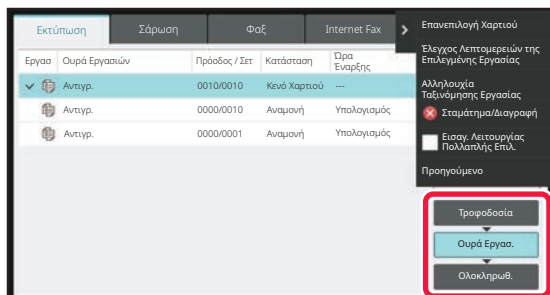 Εκτύπωση
Σάρωση
Φαξ
Internet Fax
Εργασ
Ουρά Εργασιών
Πρόοδος / Σετ
Κατάσταση
Ώρα
Έναρξης
Αντιγρ.
0010/0010
Κενό Χαρτιού
---
Αντιγρ.
0000/0010
Αναμονή
Υπολογισμός
Αντιγρ.
0000/0001
Αναμονή
Υπολογισμός
Επανεπιλογή Χαρτιού
Έλεγχος Λεπτομερειών της
Επιλεγμένης Εργασίας
Αλληλουχία
Ταξινόμησης Εργασίας
Σταμάτημα/Διαγραφή
Εισαγ. Λειτουργίας
Πολλαπλής Επιλ.
Προηγούμενο
Τροφοδοσία
Ουρά Εργασ.
Ολοκληρωθ.